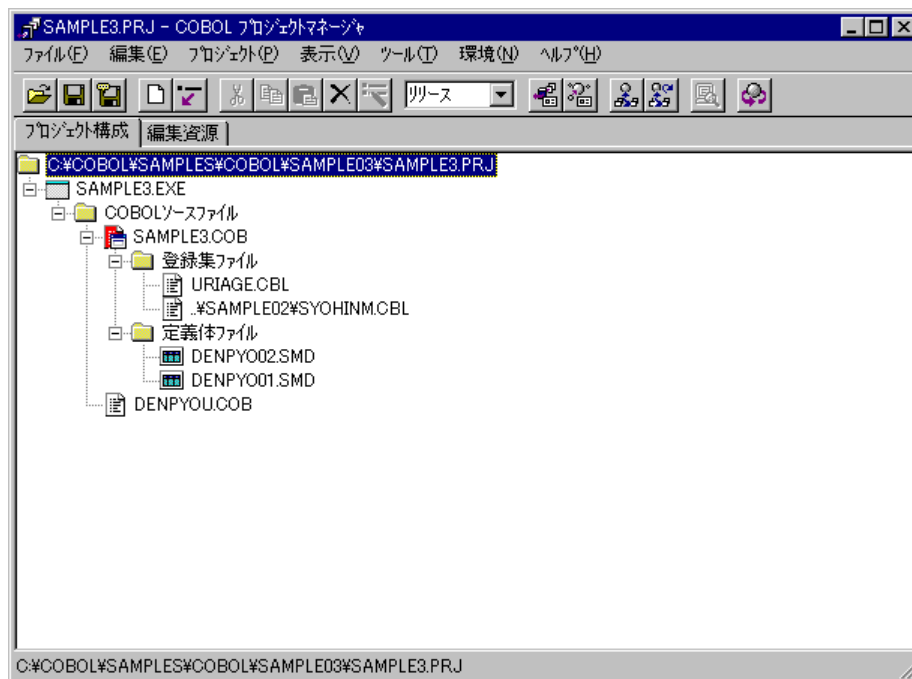 SAMPLE3.PRJ - COBOL ﾌﾟﾛｼﾞｪｸﾄﾏﾈｰｼﾞｬ
ﾌｧｲﾙ(F) 編集(E) ﾌﾟﾛｼﾞｪｸﾄ(P) 表示(V) ﾂｰﾙ(T) 環境(N) ﾍﾙﾌﾟ(H)
ﾘﾘｰｽ
ﾌﾟﾛｼﾞｪｸﾄ構成 編集資源
C:¥COBOL¥SAMPLES¥COBOL¥SAMPLE03¥SAMPLE3.PRJ
SAMPLE3.EXE
COBOLｿｰｽﾌｧｲﾙ
SAMPLE3.COB
登録集ﾌｧｲﾙ
URIAGE.CBL
..¥SAMPLE02¥SYOHINM.CBL
定義体ﾌｧｲﾙ
DENPYO02.SMD
DENPYO01.SMD
DENPYOU.COB
C:¥COBOL¥SAMPLES¥COBOL¥SAMPLE03¥SAMPLE3.PRJ